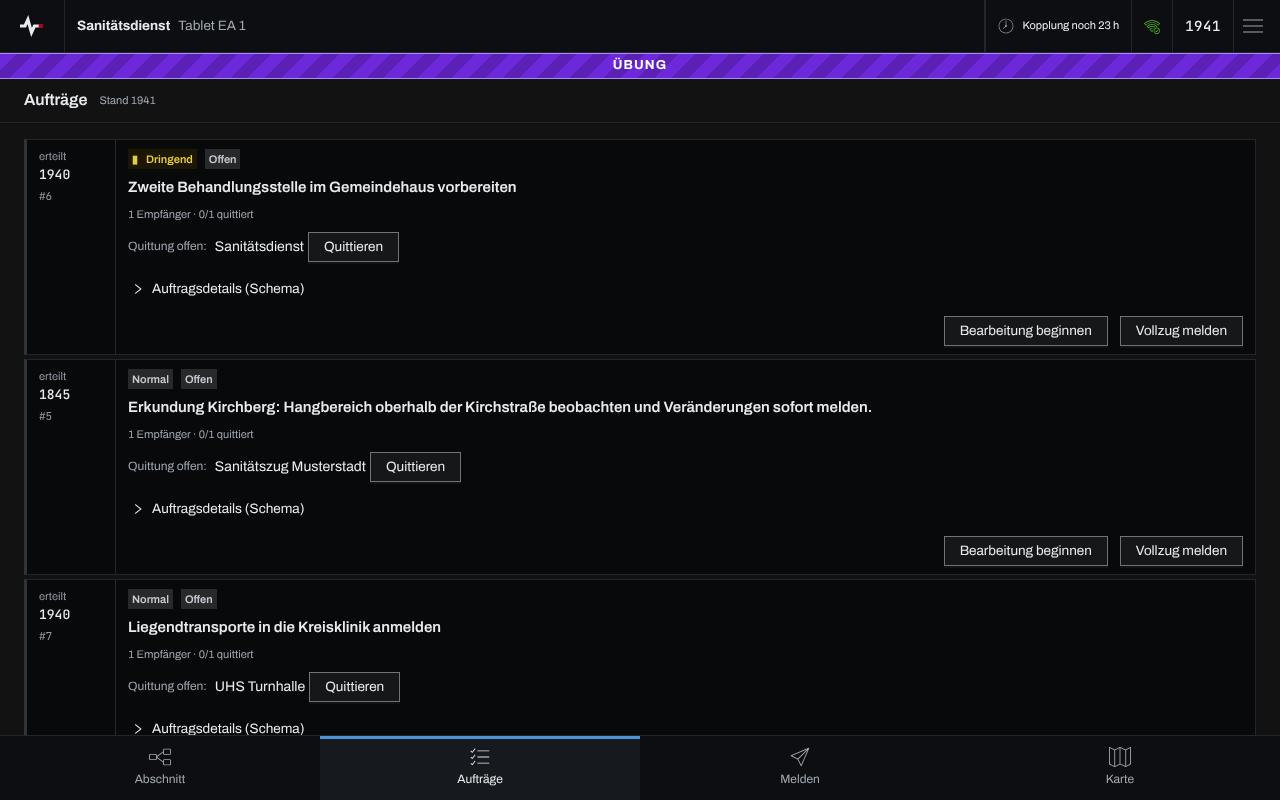 Sanitätsdienst Tablet EA 1
Kopplung noch 23 h
1941
ÜBUNG
Aufträge Stand 1941
erteilt
1940
#6
Dringend Offen
Zweite Behandlungsstelle im Gemeindehaus vorbereiten
1 Empfänger · 0/1 quittiert
Quittung offen: Sanitätsdienst Quittieren
Auftragsdetails (Schema)
Bearbeitung beginnen Vollzug melden
erteilt
1845
#5
Normal Offen
Erkundung Kirchberg: Hangbereich oberhalb der Kirchstraße beobachten und Veränderungen sofort melden.
1 Empfänger · 0/1 quittiert
Quittung offen: Sanitätszug Musterstadt Quittieren
Auftragsdetails (Schema)
Bearbeitung beginnen Vollzug melden
erteilt
1940
#7
Normal Offen
Liegendtransporte in die Kreisklinik anmelden
1 Empfänger · 0/1 quittiert
Quittung offen: UHS Turnhalle Quittieren
Auftragsdetails (Schema)
Abschnitt Aufträge Melden Karte